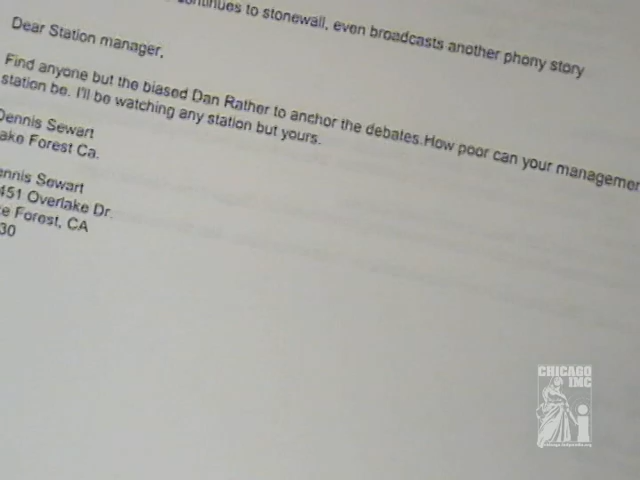 continues to stonewall, even broadcasts another phony story
Dear Station manager,
Find anyone but the biased Dan Rather to anchor the debates.How poor can your managemen
station be. I'll be watching any station but yours.
Dennis Sewart
ake Forest Ca.
ennis Sewart
451 Overlake Dr.
e Forest, CA
30
CHICAGO
IMC
i